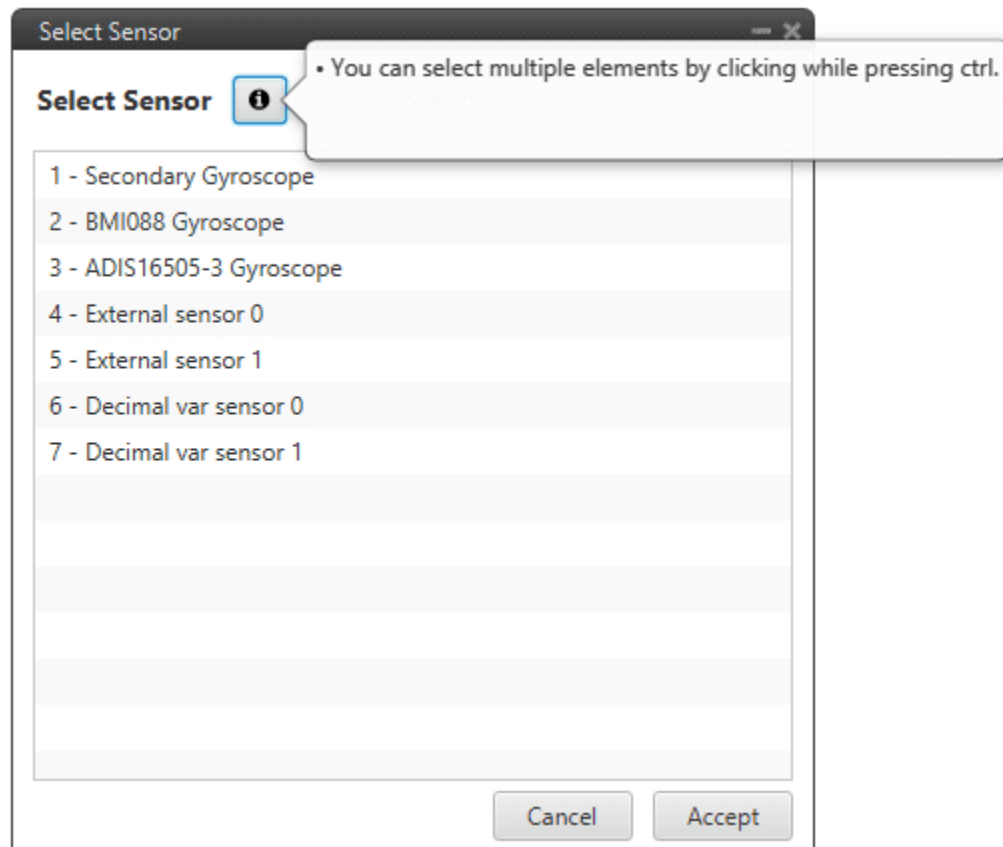 Select Sensor
• You can select multiple elements by clicking while pressing ctrl.
Select Sensor
Search
1 - Secondary Gyroscope
2 - BMI088 Gyroscope
3 - ADIS16505-3 Gyroscope
4 - External sensor 0
5 - External sensor 1
6 - Decimal var sensor 0
7 - Decimal var sensor 1
Cancel
Accept